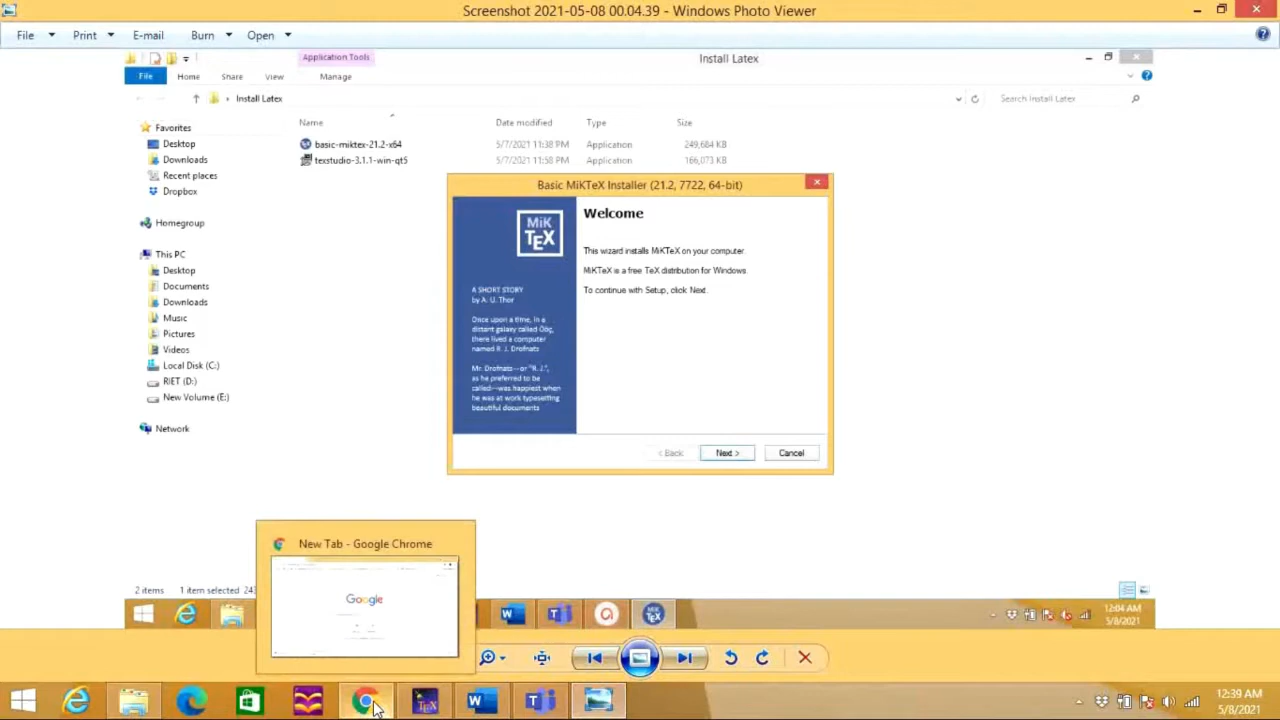 Screenshot 2021-05-08 00.04.39 - Windows Photo Viewer
File Print E-mail Burn Open
Application Tools
Install Latex
File Home Share View Manage
Install Latex
Search Install Latex
Name Date modified Type Size
basic-miktex-21.2-x64 5/7/2021 11:38 PM Application 249,684 KB
texstudio-3.1.1-win-qt5 5/7/2021 11:58 PM Application 166,073 KB
Favorites
Desktop
Downloads
Recent places
Dropbox
Homegroup
This PC
Desktop
Documents
Downloads
Music
Pictures
Videos
Local Disk (C:)
RIET (D:)
New Volume (E:)
Network
Basic MiKTeX Installer (21.2, 7722, 64-bit)
MiK
TEX
A SHORT STORY
by A. U. Thor
Once upon a time, in a
distant galaxy called Ööç,
there lived a computer
named R. J. Drofnats
Mr. Drofnats—or "R. J.",
as he preferred to be
called—was happiest when
he was at work typesetting
beautiful documents
Welcome
This wizard installs MiKTeX on your computer.
MiKTeX is a free TeX distribution for Windows.
To continue with Setup, click Next.
< Back Next > Cancel
New Tab - Google Chrome
Google
2 items 1 item selected 243
12:04 AM
5/8/2021
12:39 AM
5/8/2021